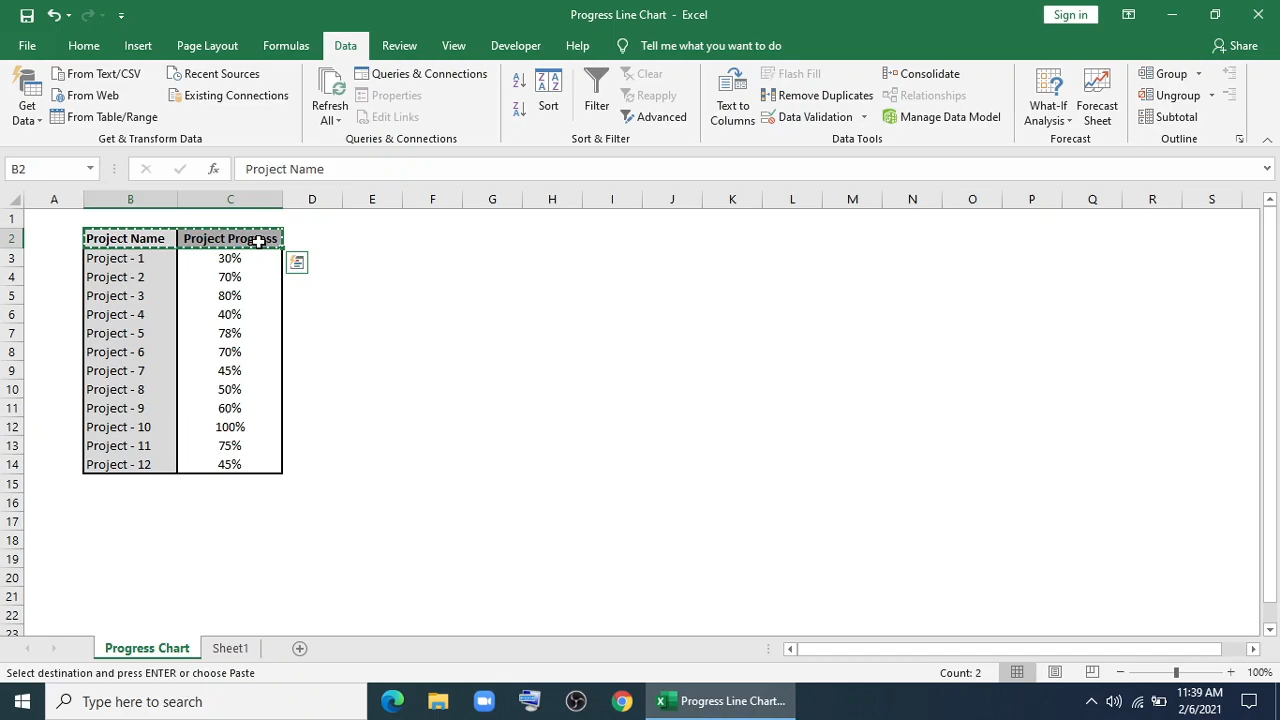 Progress Line Chart - Excel
Sign in
File Home Insert Page Layout Formulas Data Review View Developer Help Tell me what you want to do Share
Get Data
From Text/CSV
From Web
From Table/Range
Recent Sources
Existing Connections
Get & Transform Data
Refresh All
Queries & Connections
Properties
Edit Links
Queries & Connections
Sort
Filter
Clear
Reapply
Advanced
Sort & Filter
Text to Columns
Flash Fill
Remove Duplicates
Data Validation
Consolidate
Relationships
Manage Data Model
Data Tools
What-If Analysis
Forecast Sheet
Forecast
Group
Ungroup
Subtotal
Outline
B2 fx Project Name
A B C D E F G H I J K L M N O P Q R S
1
2 Project Name Project Progress
3 Project - 1 30%
4 Project - 2 70%
5 Project - 3 80%
6 Project - 4 40%
7 Project - 5 78%
8 Project - 6 70%
9 Project - 7 45%
10 Project - 8 50%
11 Project - 9 60%
12 Project - 10 100%
13 Project - 11 75%
14 Project - 12 45%
15
16
17
18
19
20
21
22
23
Progress Chart Sheet1
Select destination and press ENTER or choose Paste Count: 2 100%
Type here to search
Progress Line Chart...
11:39 AM
2/6/2021